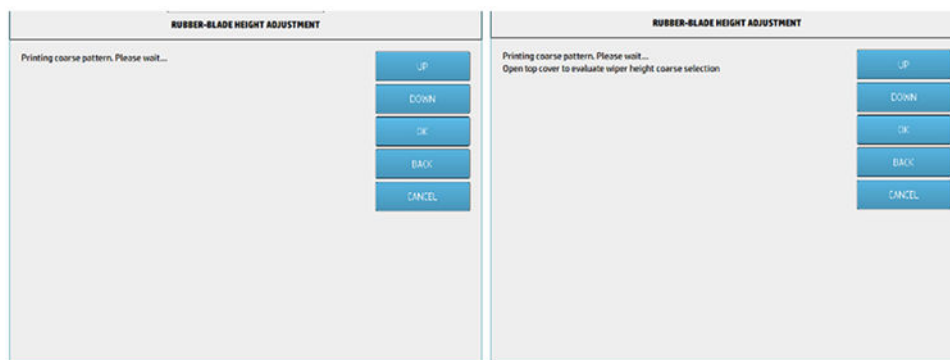 RUBBER-BLADE HEIGHT ADJUSTMENT
Printing coarse pattern. Please wait...
UP
DOWN
OK
BACK
CANCEL
RUBBER-BLADE HEIGHT ADJUSTMENT
Printing coarse pattern. Please wait...
Open top cover to evaluate wiper height coarse selection
UP
DOWN
OK
BACK
CANCEL